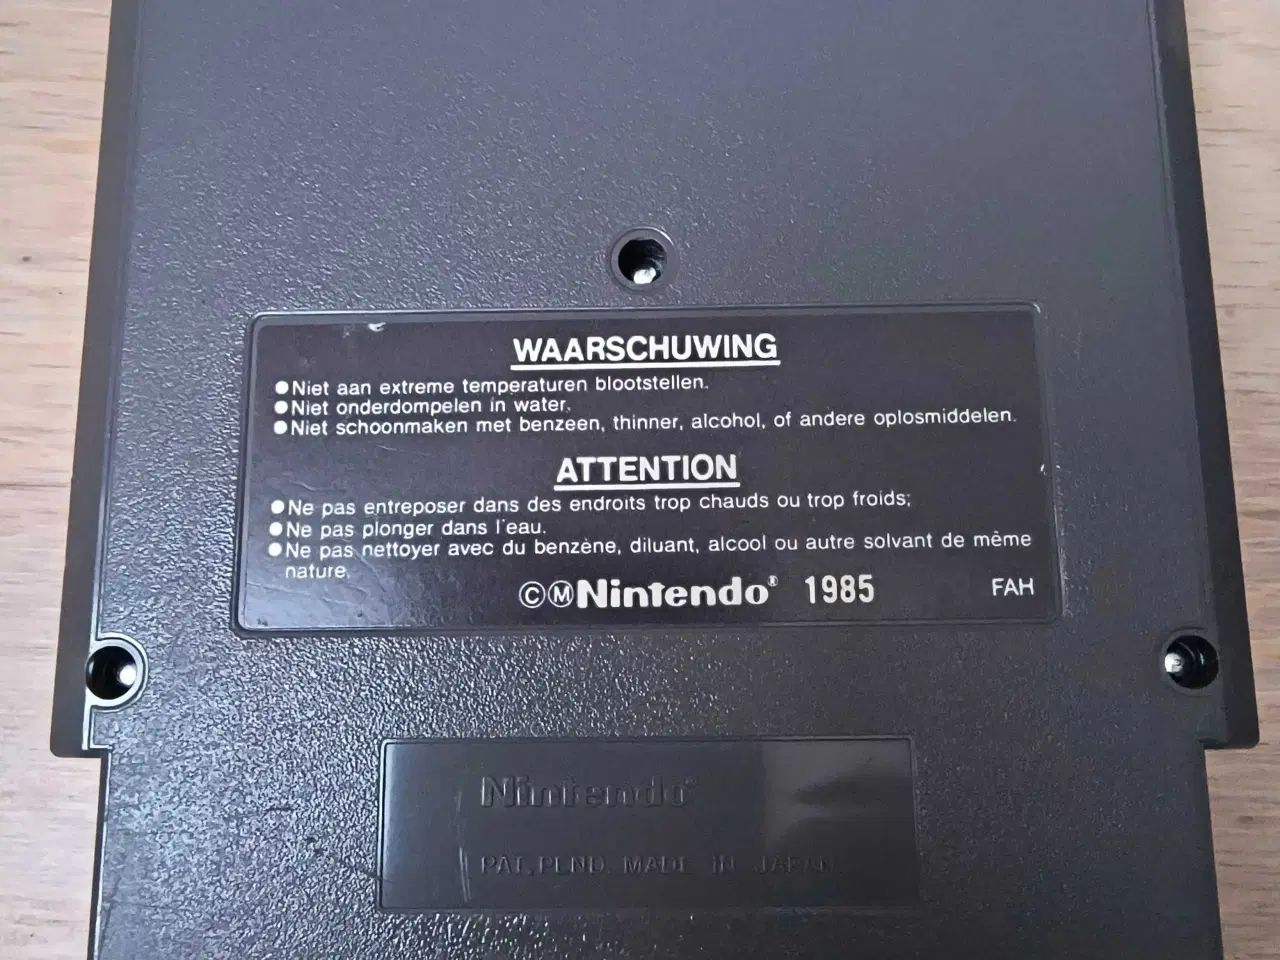 WAARSCHUWING
●Niet aan extreme temperaturen blootstellen.
●Niet onderdompelen in water.
●Niet schoonmaken met benzeen, thinner, alcohol, of andere oplosmiddelen.
ATTENTION
●Ne pas entreposer dans des endroits trop chauds ou trop froids;
●Ne pas plonger dans l'eau.
●Ne pas nettoyer avec du benzène, diluant, alcool ou autre solvant de même
nature.
©ⓂNintendo® 1985 FAH
Nintendo®
PAT. PEND. MADE IN JAPAN